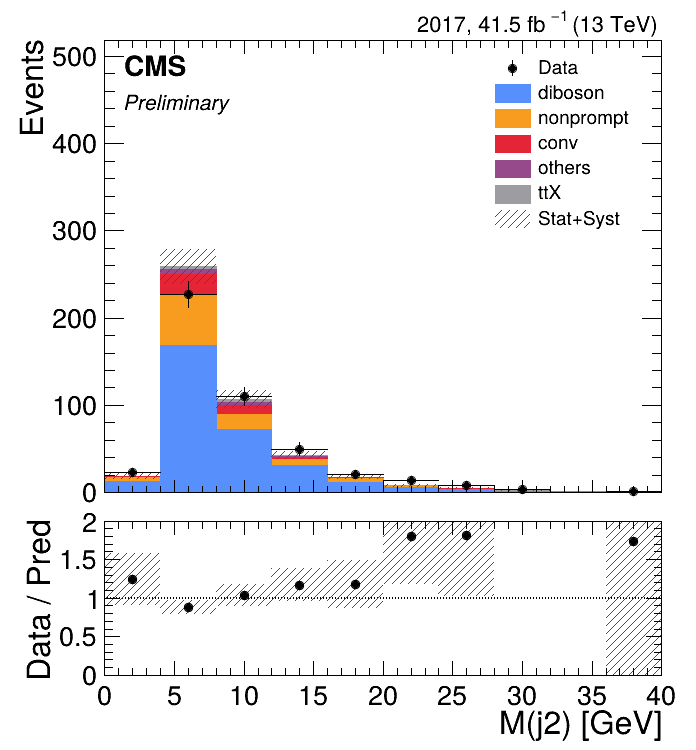 2017, 41.5 fb⁻¹ (13 TeV)
Events
500
400
300
200
100
0
CMS
Preliminary
Data
diboson
nonprompt
conv
others
ttX
Stat+Syst
Data / Pred
2
1.5
1
0.5
0
0 5 10 15 20 25 30 35 40
M(j2) [GeV]